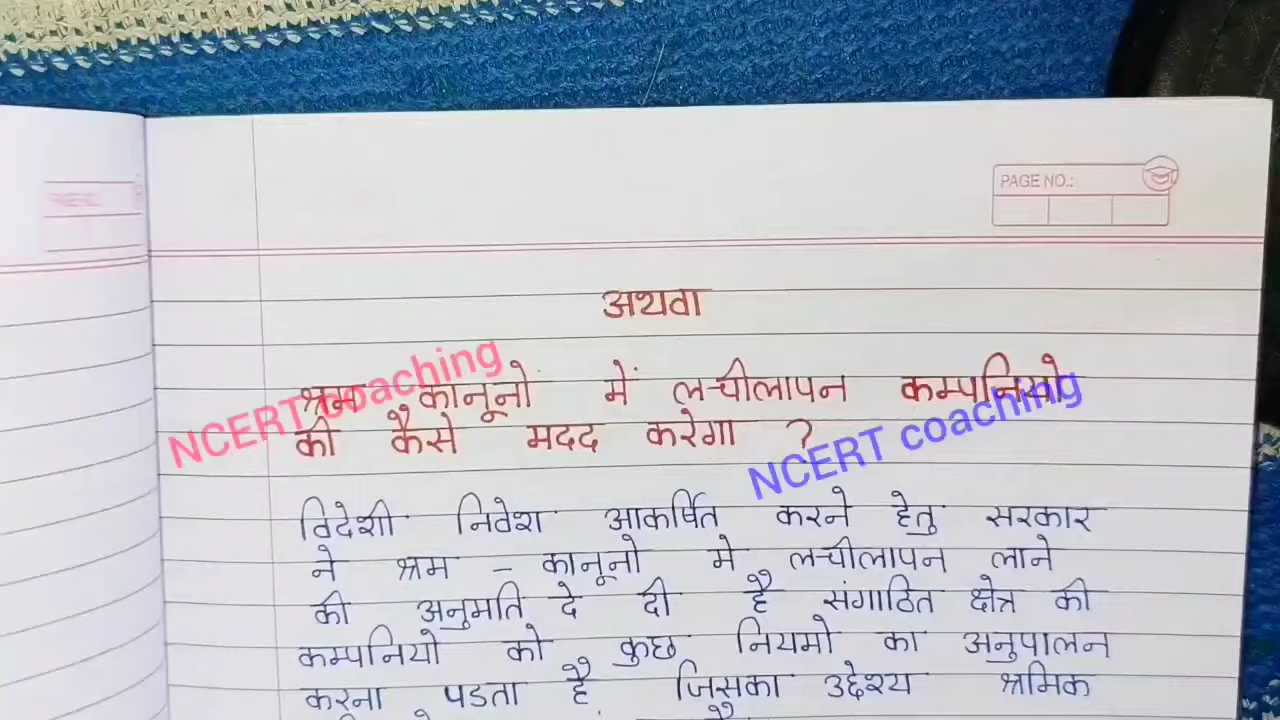 PAGE NO.:
अथवा
श्रम कानूनो में लचीलापन कम्पनियो
की कैसे मदद करेगा ?
NCERT coaching
NCERT coaching
विदेशी निवेश आकर्षित करने हेतु सरकार
ने श्रम - कानूनो मे लचीलापन लाने
की अनुमति दे दी है संगाठित क्षेत्र की
कम्पनियो को कुछ नियमो का अनुपालन
करना पडता है, जिसका उद्देश्य श्रमिक